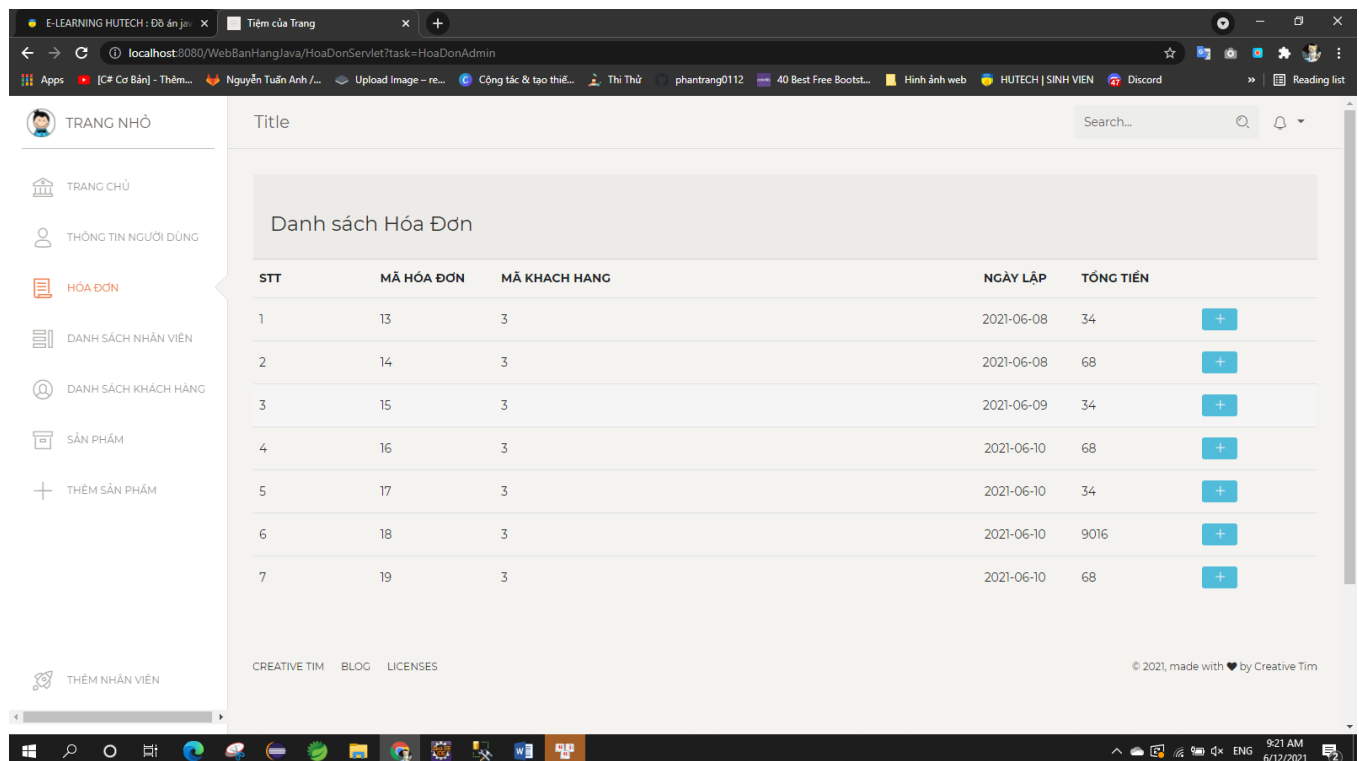 E-LEARNING HUTECH : Đồ án jav
Tiệm của Trang
localhost:8080/WebBanHangJava/HoaDonServlet?task=HoaDonAdmin
Apps
[C# Cơ Bản] - Thêm...
Nguyễn Tuấn Anh /...
Upload Image – re...
Cộng tác & tạo thiế...
Thi Thử
phantrang0112
40 Best Free Bootst...
Hình ảnh web
HUTECH | SINH VIEN
Discord
»
Reading list
TRANG NHỎ
Title
Search...
TRANG CHỦ
THÔNG TIN NGƯỜI DÙNG
HÓA ĐƠN
DANH SÁCH NHÂN VIÊN
DANH SÁCH KHÁCH HÀNG
SẢN PHẨM
THÊM SẢN PHẨM
THÊM NHÂN VIÊN
Danh sách Hóa Đơn
STT MÃ HÓA ĐƠN MÃ KHACH HANG NGÀY LẬP TỔNG TIỀN
1 13 3 2021-06-08 34 +
2 14 3 2021-06-08 68 +
3 15 3 2021-06-09 34 +
4 16 3 2021-06-10 68 +
5 17 3 2021-06-10 34 +
6 18 3 2021-06-10 9016 +
7 19 3 2021-06-10 68 +
CREATIVE TIM BLOG LICENSES
© 2021, made with ♥ by Creative Tim
ENG
9:21 AM
6/12/2021